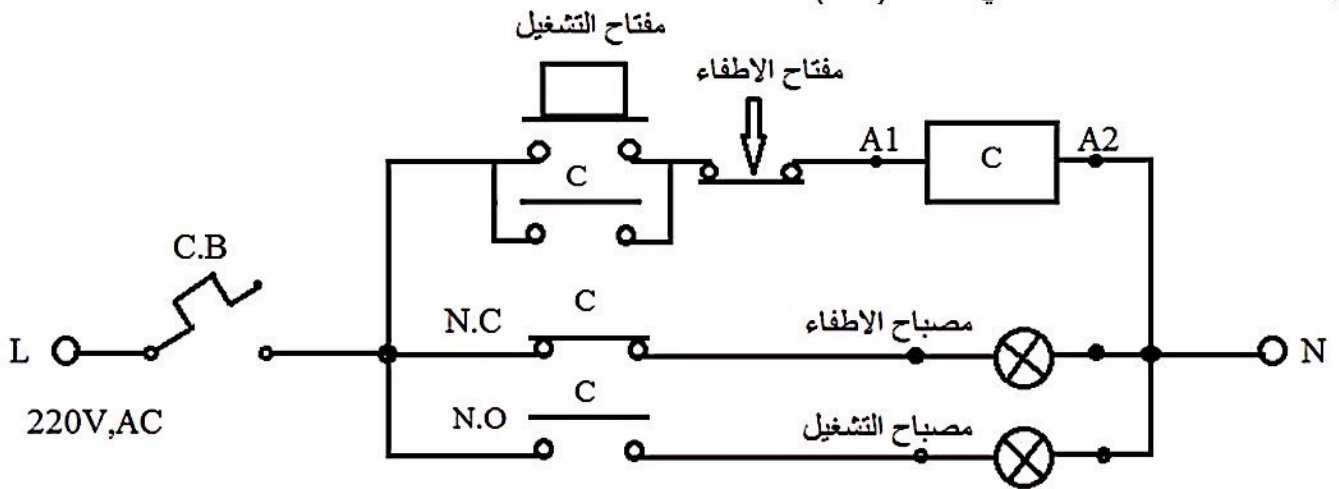 مفتاح التشغيل
مفتاح الاطفاء
A1
C
A2
C
C.B
C
N.C
مصباح الاطفاء
L
N
C
220V,AC
N.O
مصباح التشغيل